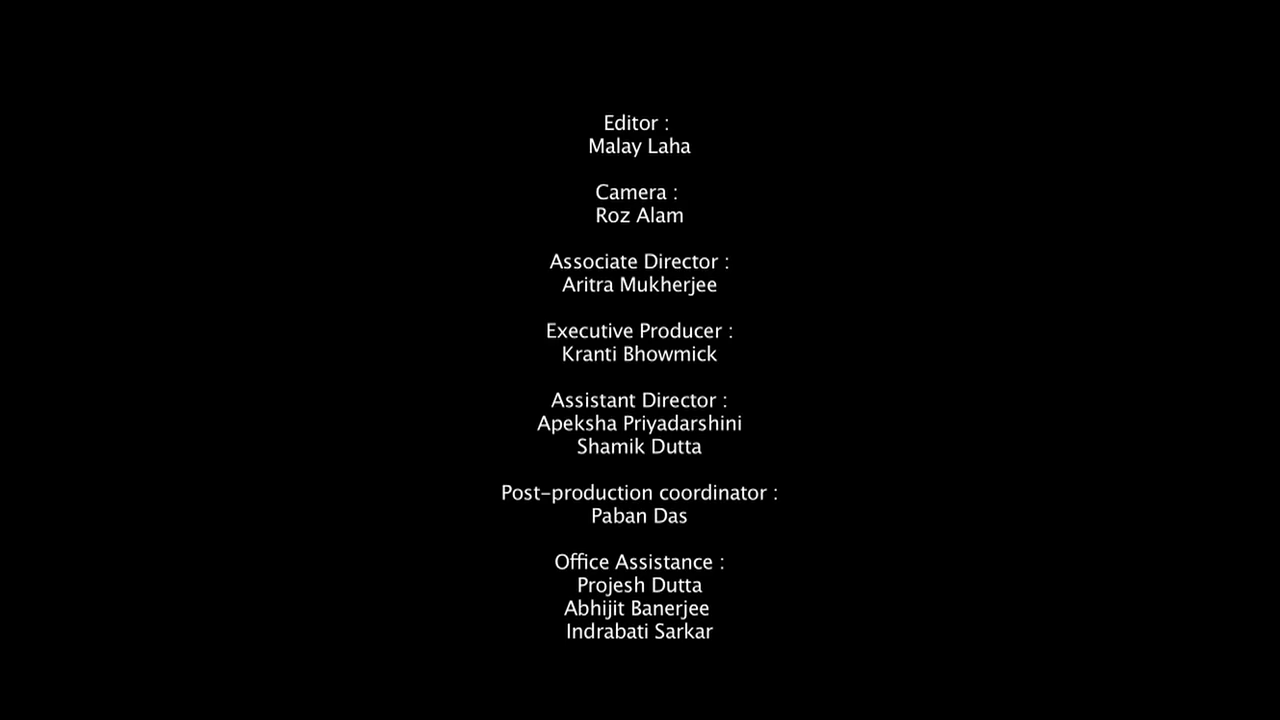 Editor :
Malay Laha
Camera :
Roz Alam
Associate Director :
Aritra Mukherjee
Executive Producer :
Kranti Bhowmick
Assistant Director :
Apeksha Priyadarshini
Shamik Dutta
Post-production coordinator :
Paban Das
Office Assistance :
Projesh Dutta
Abhijit Banerjee
Indrabati Sarkar